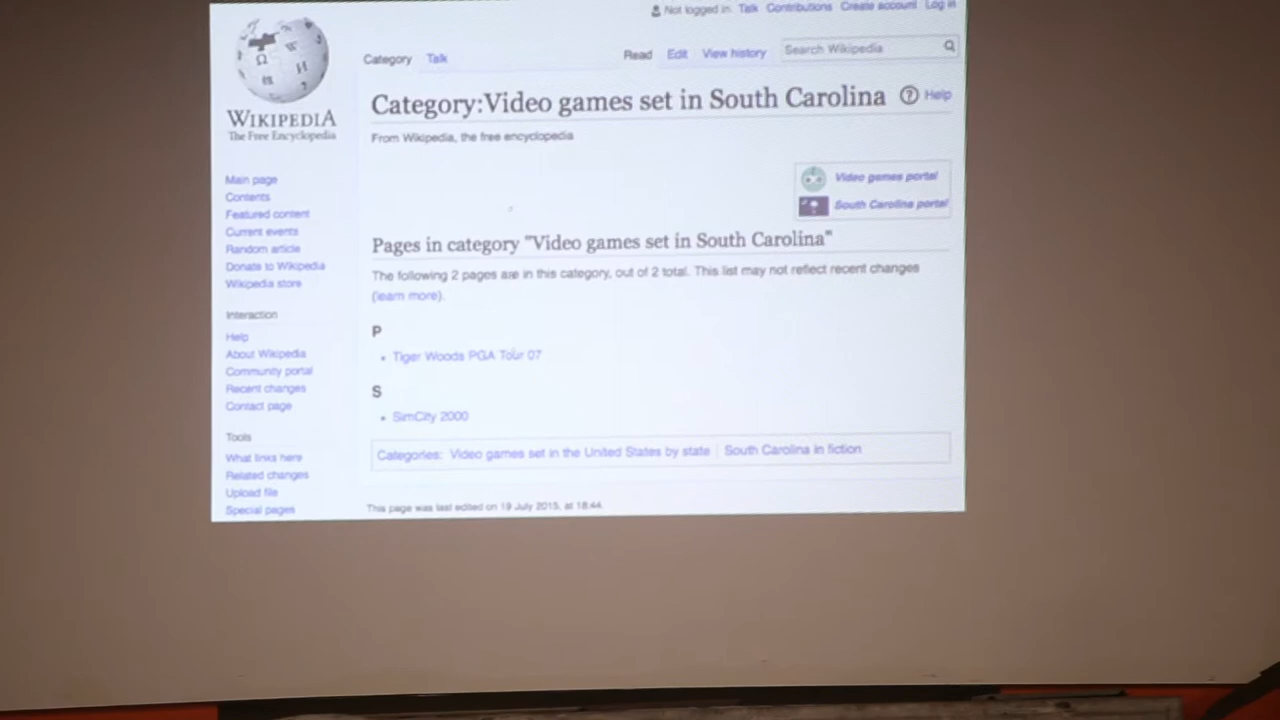 Not logged in Talk Contributions Create account Log in
Category Talk Read Edit View history Search Wikipedia
WIKIPEDIA
The Free Encyclopedia
Category:Video games set in South Carolina
Help
From Wikipedia, the free encyclopedia
Video games portal
South Carolina portal
Main page
Contents
Featured content
Current events
Random article
Donate to Wikipedia
Wikipedia store
Interaction
Help
About Wikipedia
Community portal
Recent changes
Contact page
Tools
What links here
Related changes
Upload file
Special pages
Pages in category "Video games set in South Carolina"
The following 2 pages are in this category, out of 2 total. This list may not reflect recent changes
(learn more).
P
• Tiger Woods PGA Tour 07
S
• SimCity 2000
Categories: Video games set in the United States by state | South Carolina in fiction
This page was last edited on 19 July 2015, at 18:44.